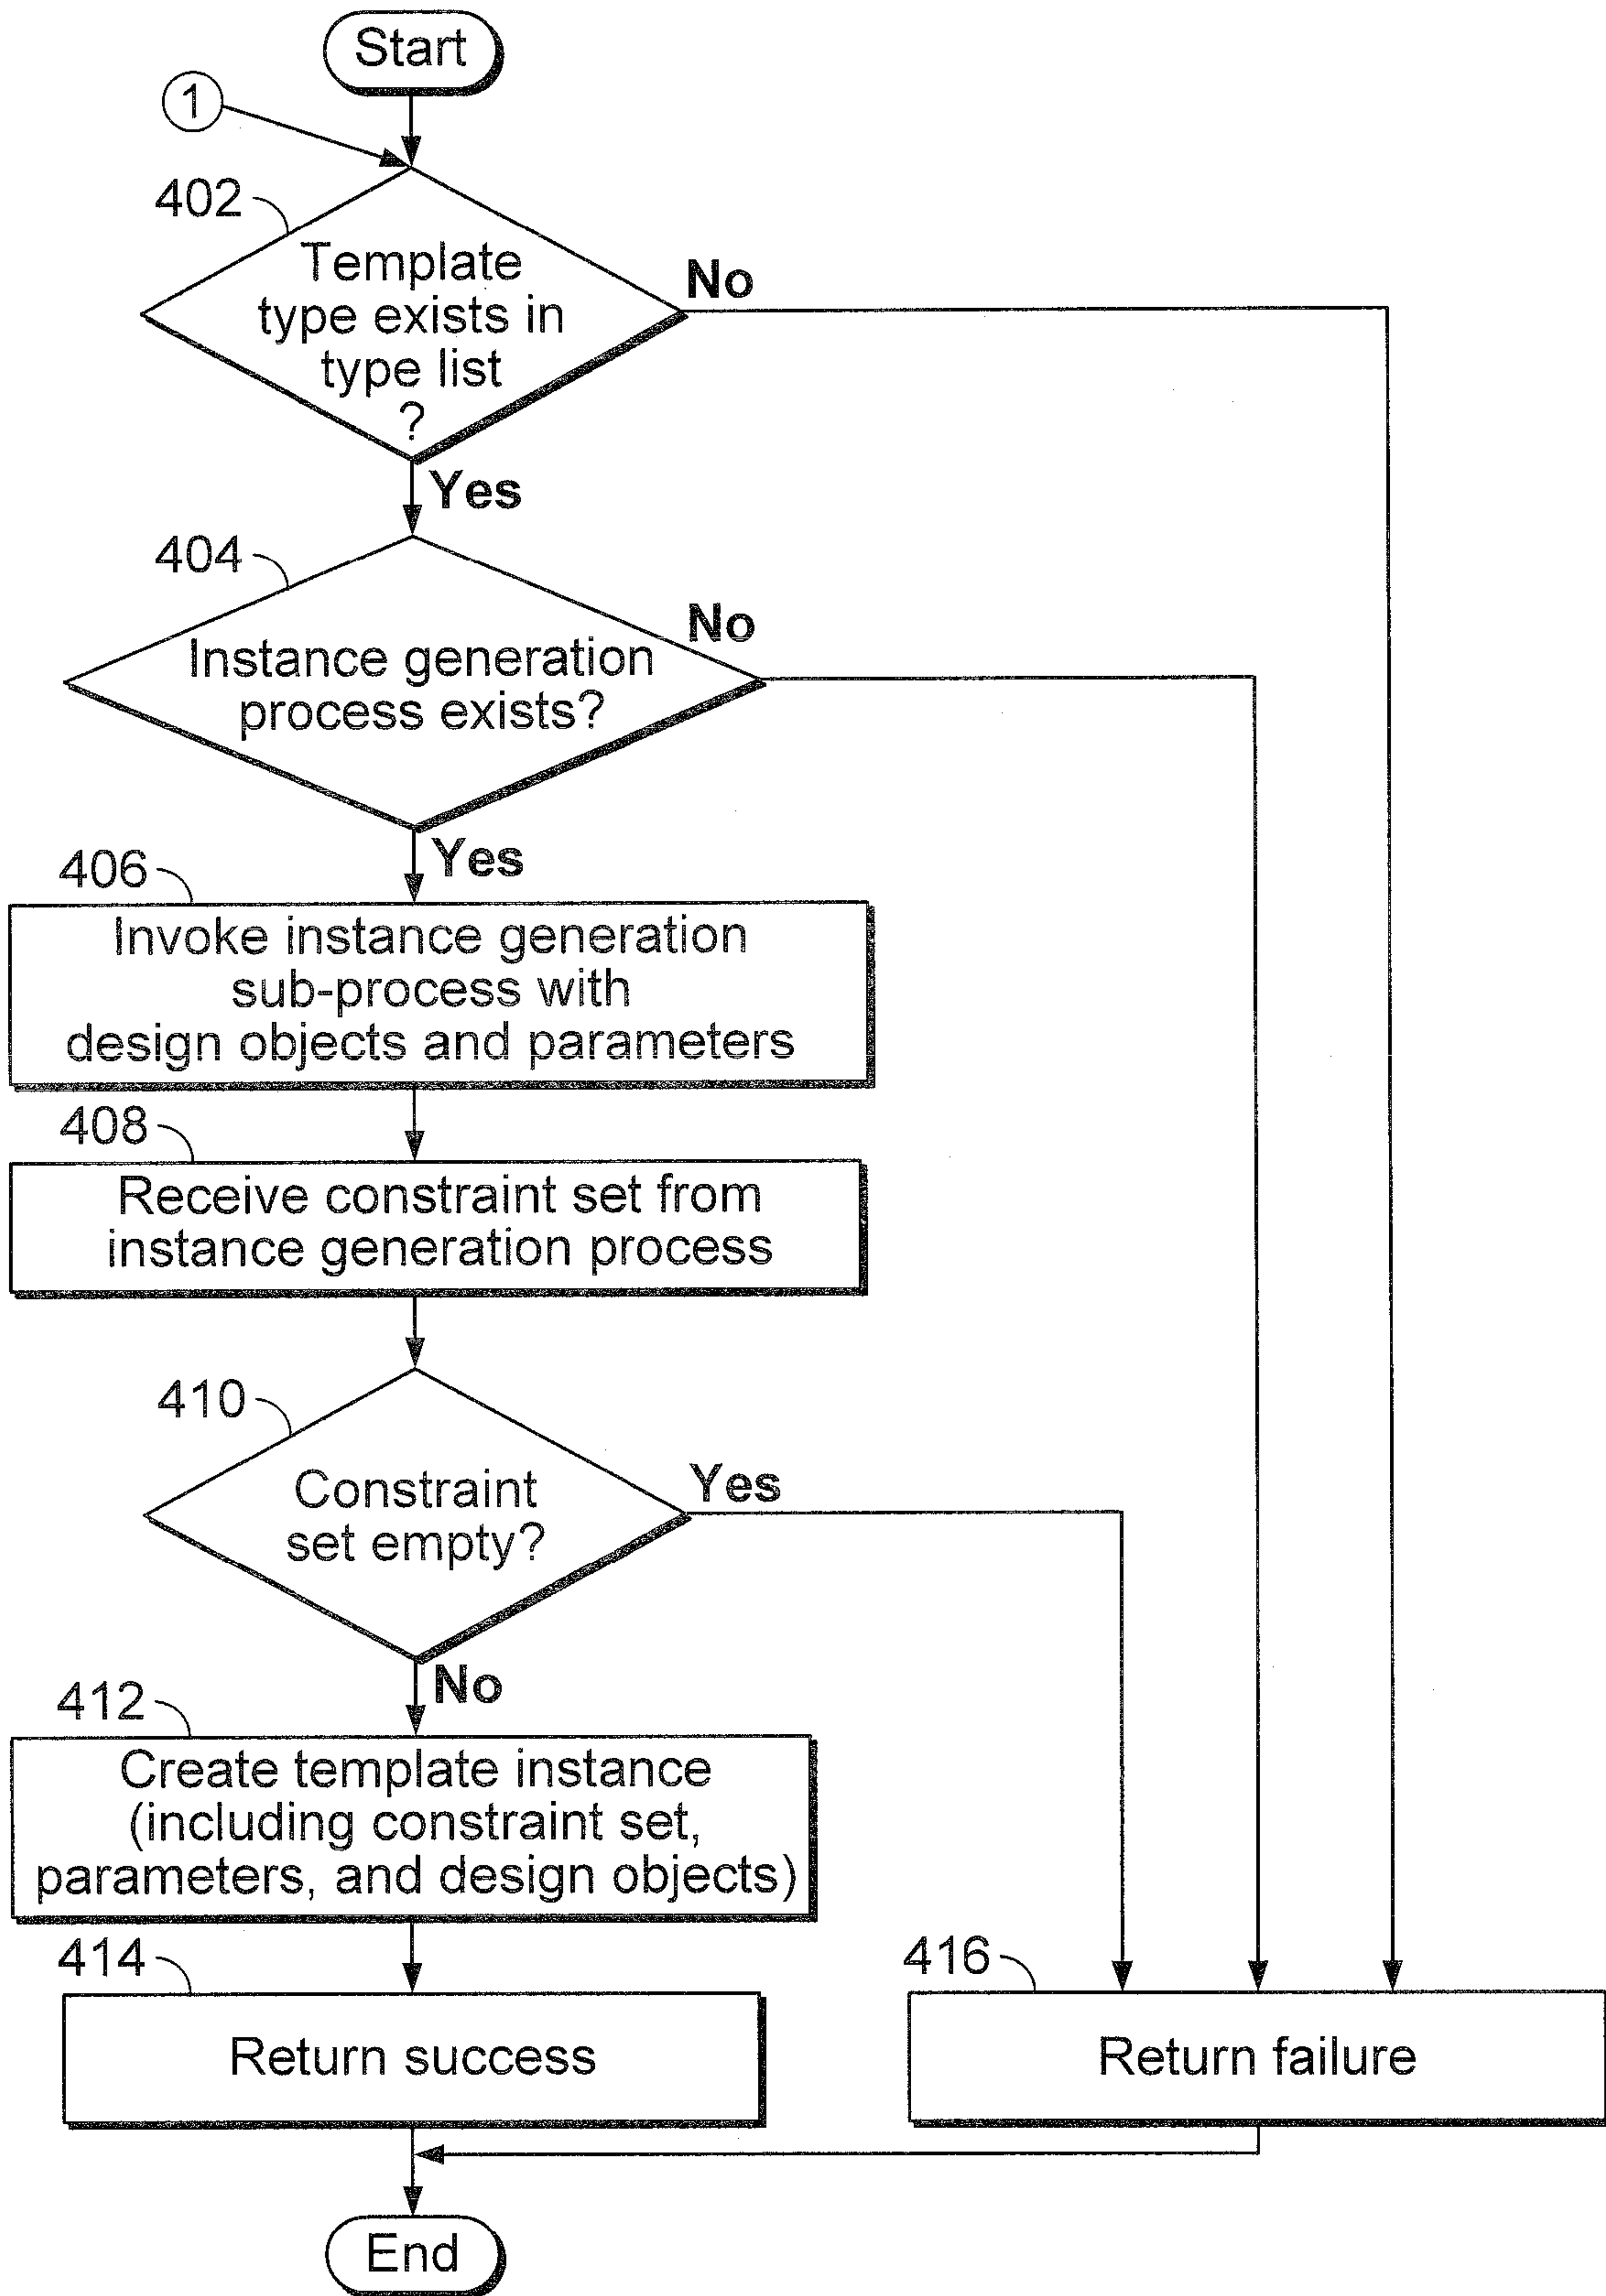 Start
1
402
Template
type exists in
type list
?
No
Yes
404
Instance generation
process exists?
No
Yes
406
Invoke instance generation
sub-process with
design objects and parameters
408
Receive constraint set from
instance generation process
410
Constraint
set empty?
Yes
No
412
Create template instance
(including constraint set,
parameters, and design objects)
414
Return success
416
Return failure
End